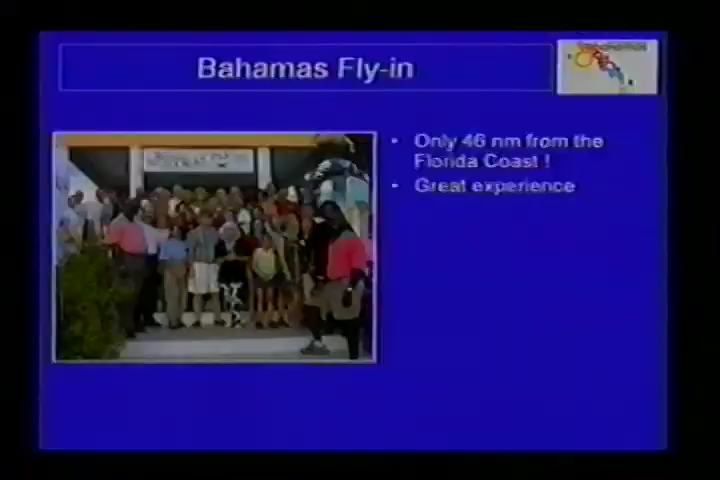 Bahamas Fly-in
• Only 46 nm from the
Florida Coast !
• Great experience